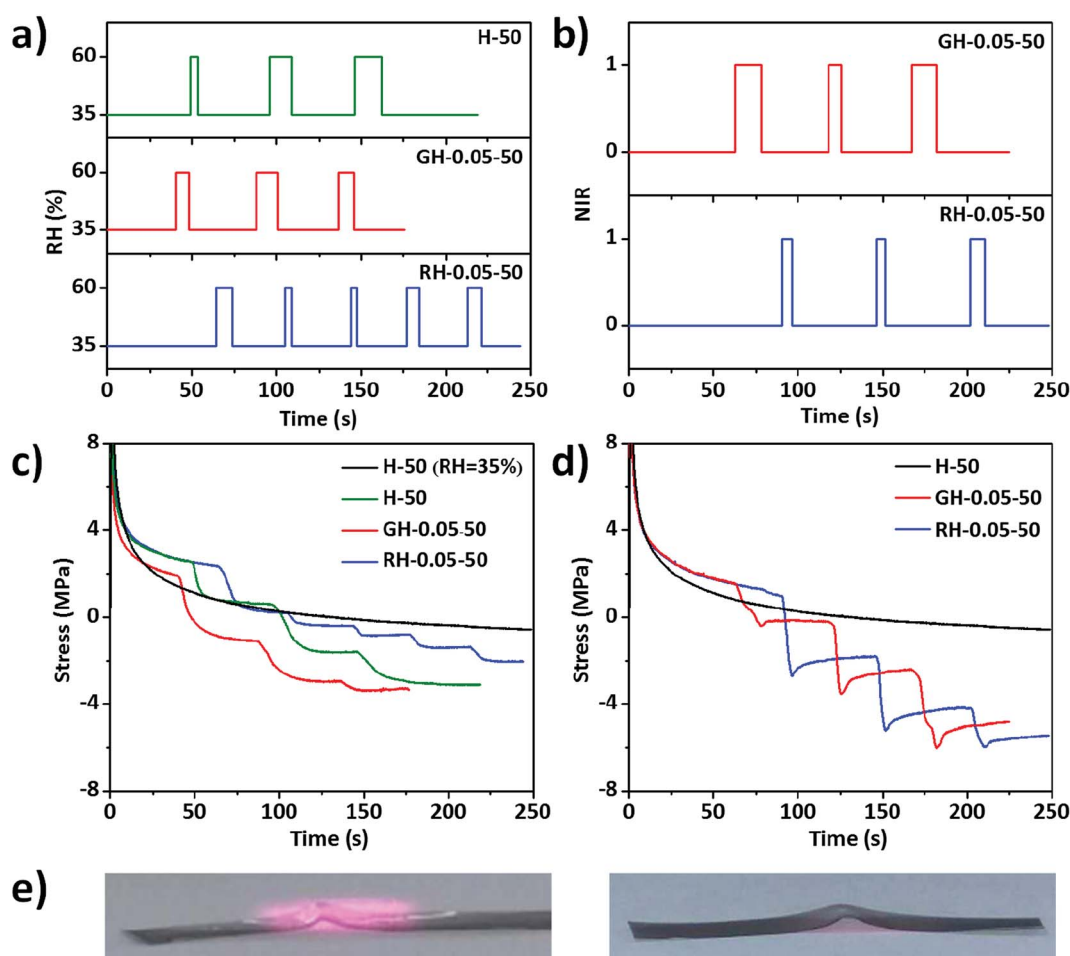 a)
H-50
60
35
GH-0.05-50
60
35
RH-0.05-50
60
35
RH (%)
0 50 100 150 200 250
Time (s)
b)
GH-0.05-50
1
0
RH-0.05-50
1
0
NIR
0 50 100 150 200 250
Time (s)
c)
H-50 (RH=35%)
H-50
GH-0.05-50
RH-0.05-50
8
4
0
-4
-8
Stress (MPa)
0 50 100 150 200 250
Time (s)
d)
H-50
GH-0.05-50
RH-0.05-50
8
4
0
-4
-8
Stress (MPa)
0 50 100 150 200 250
Time (s)
e)